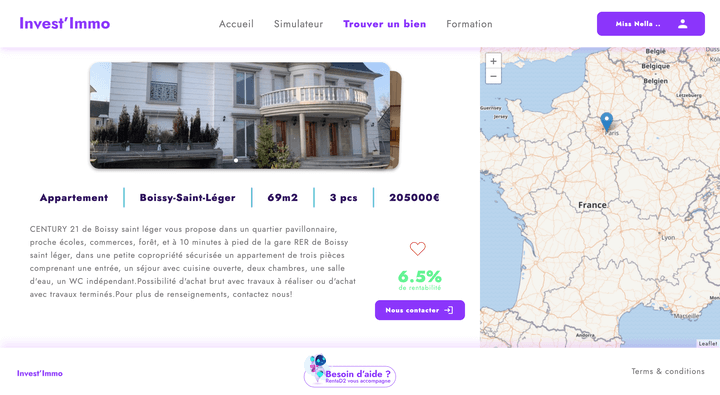 Invest'Immo
Accueil
Simulateur
Trouver un bien
Formation
Miss Nella ..
Appartement
Boissy-Saint-Léger
69m2
3 pcs
205000€
CENTURY 21 de Boissy saint léger vous propose dans un quartier pavillonnaire,
proche écoles, commerces, forêt, et à 10 minutes à pied de la gare RER de Boissy
saint léger, dans une petite copropriété sécurisée un appartement de trois pièces
comprenant une entrée, un séjour avec cuisine ouverte, deux chambres, une salle
d'eau, un WC indépendant.Possibilité d'achat brut avec travaux à réaliser ou d'achat
avec travaux terminés.Pour plus de renseignements, contactez nous!
6.5%
de rentabilité
Nous contacter
+
−
België
Belgique
Belgien
Letzebuerg
Guernsey
Jersey
Paris
France
Lyon
Marseille
Andorra
Leaflet
Invest'Immo
Besoin d'aide ?
RentaD2 vous accompagne
Terms & conditions